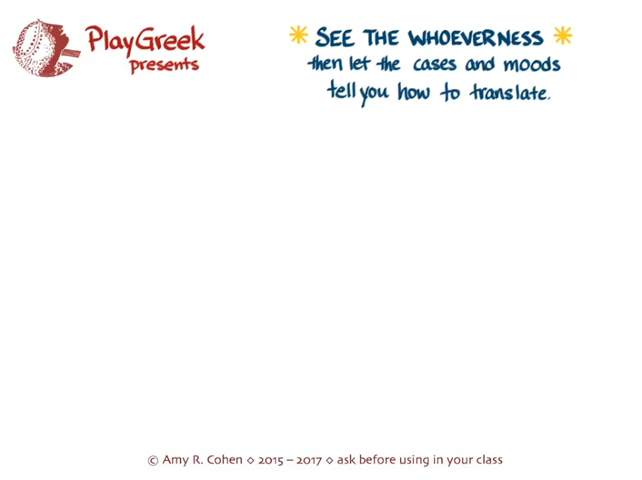 PlayGreek
presents
SEE THE WHOEVERNESS
then let the cases and moods
tell you how to translate.
© Amy R. Cohen ◇ 2015 – 2017 ◇ ask before using in your class